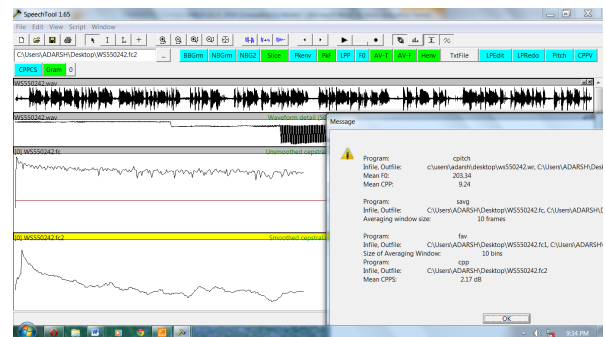 SpeechTool 1.65
File Edit View Script Window
C:\Users\ADARSH\Desktop\WS550242.fc2 ... BBGrm NBGrm NBG2 Slice Pkenv Pkf LPP F0 AV-T AV-F Henv TxtFile LPEdit LPRedo Pitch CPPV
CPPCS Gram 0
WS550242.wav
WS550242.wav Waveform detail (50
[0] WS550242.fc Unsmoothed cepstral
[0] WS550242.fc2 Smoothed cepstral
Message
Program: cpitch
Infile, Outfile: c:\users\adarsh\desktop\ws550242.wr, C:\Users\ADARSH\Desk
Mean F0: 203.34
Mean CPP: 9.24
Program: savg
Infile, Outfile: C:\Users\ADARSH\Desktop\WS550242.fc, C:\Users\ADARSH\D
Averaging window size: 10 frames
Program: fav
Infile, Outfile: C:\Users\ADARSH\Desktop\WS550242.fc1, C:\Users\ADARSH\
Size of Averaging Window: 10 bins
Program: cpp
Infile, Outfile: C:\Users\ADARSH\Desktop\WS550242.fc2
Mean CPPS: 2.17 dB
OK
9:34 PM